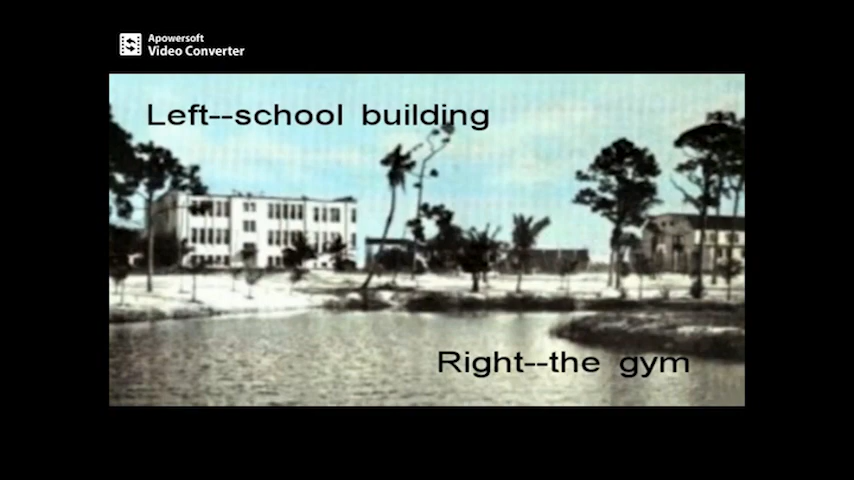 Apowersoft
Video Converter
Left--school building
Right--the gym